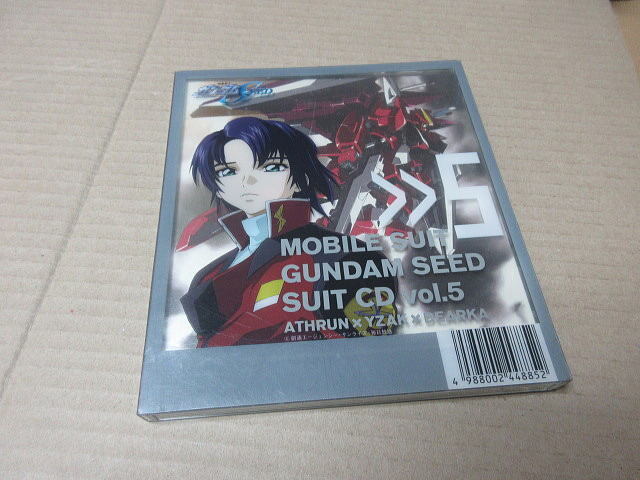 >>5
MOBILE SUIT
GUNDAM SEED
SUIT CD vol.5
ATHRUN×YZAK×DEARKA
4 988002 448852